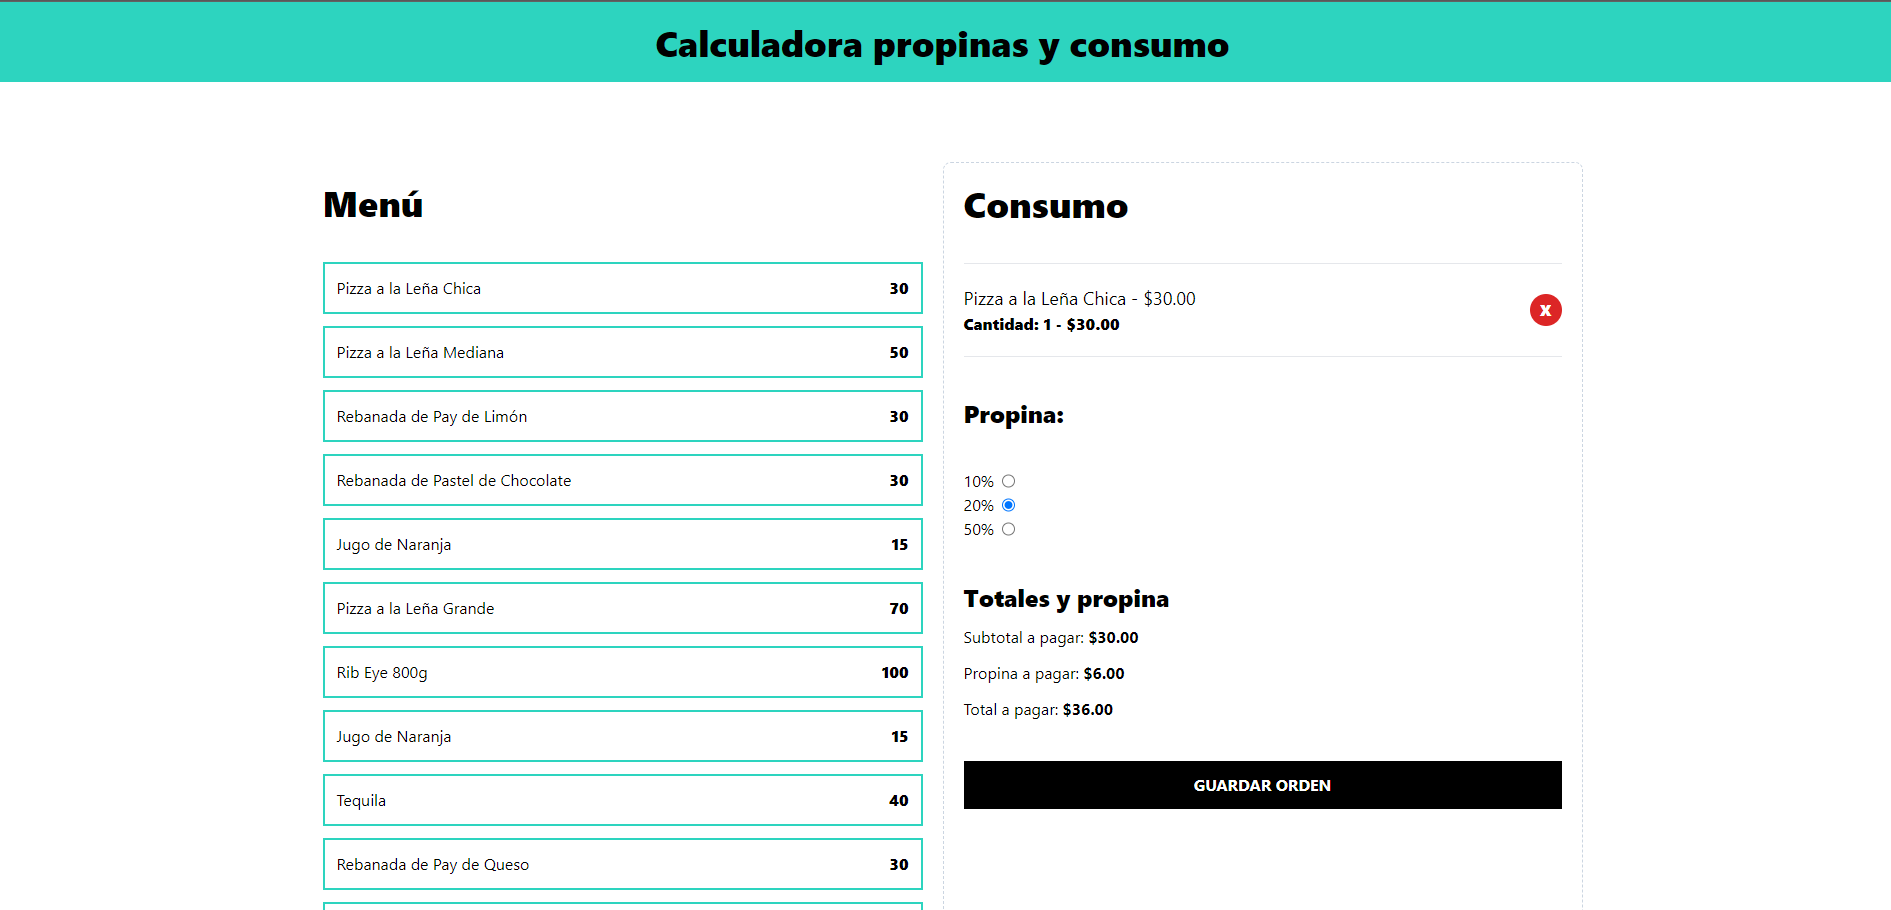 Calculadora propinas y consumo
Menú
Pizza a la Leña Chica 30
Pizza a la Leña Mediana 50
Rebanada de Pay de Limón 30
Rebanada de Pastel de Chocolate 30
Jugo de Naranja 15
Pizza a la Leña Grande 70
Rib Eye 800g 100
Jugo de Naranja 15
Tequila 40
Rebanada de Pay de Queso 30
Consumo
Pizza a la Leña Chica - $30.00
Cantidad: 1 - $30.00
X
Propina:
10%
20%
50%
Totales y propina
Subtotal a pagar: $30.00
Propina a pagar: $6.00
Total a pagar: $36.00
GUARDAR ORDEN